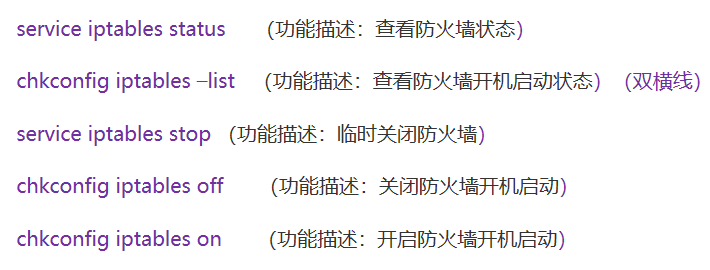 service iptables status (功能描述：查看防火墙状态)
chkconfig iptables –list (功能描述：查看防火墙开机启动状态) (双横线)
service iptables stop (功能描述：临时关闭防火墙)
chkconfig iptables off (功能描述：关闭防火墙开机启动)
chkconfig iptables on (功能描述：开启防火墙开机启动)